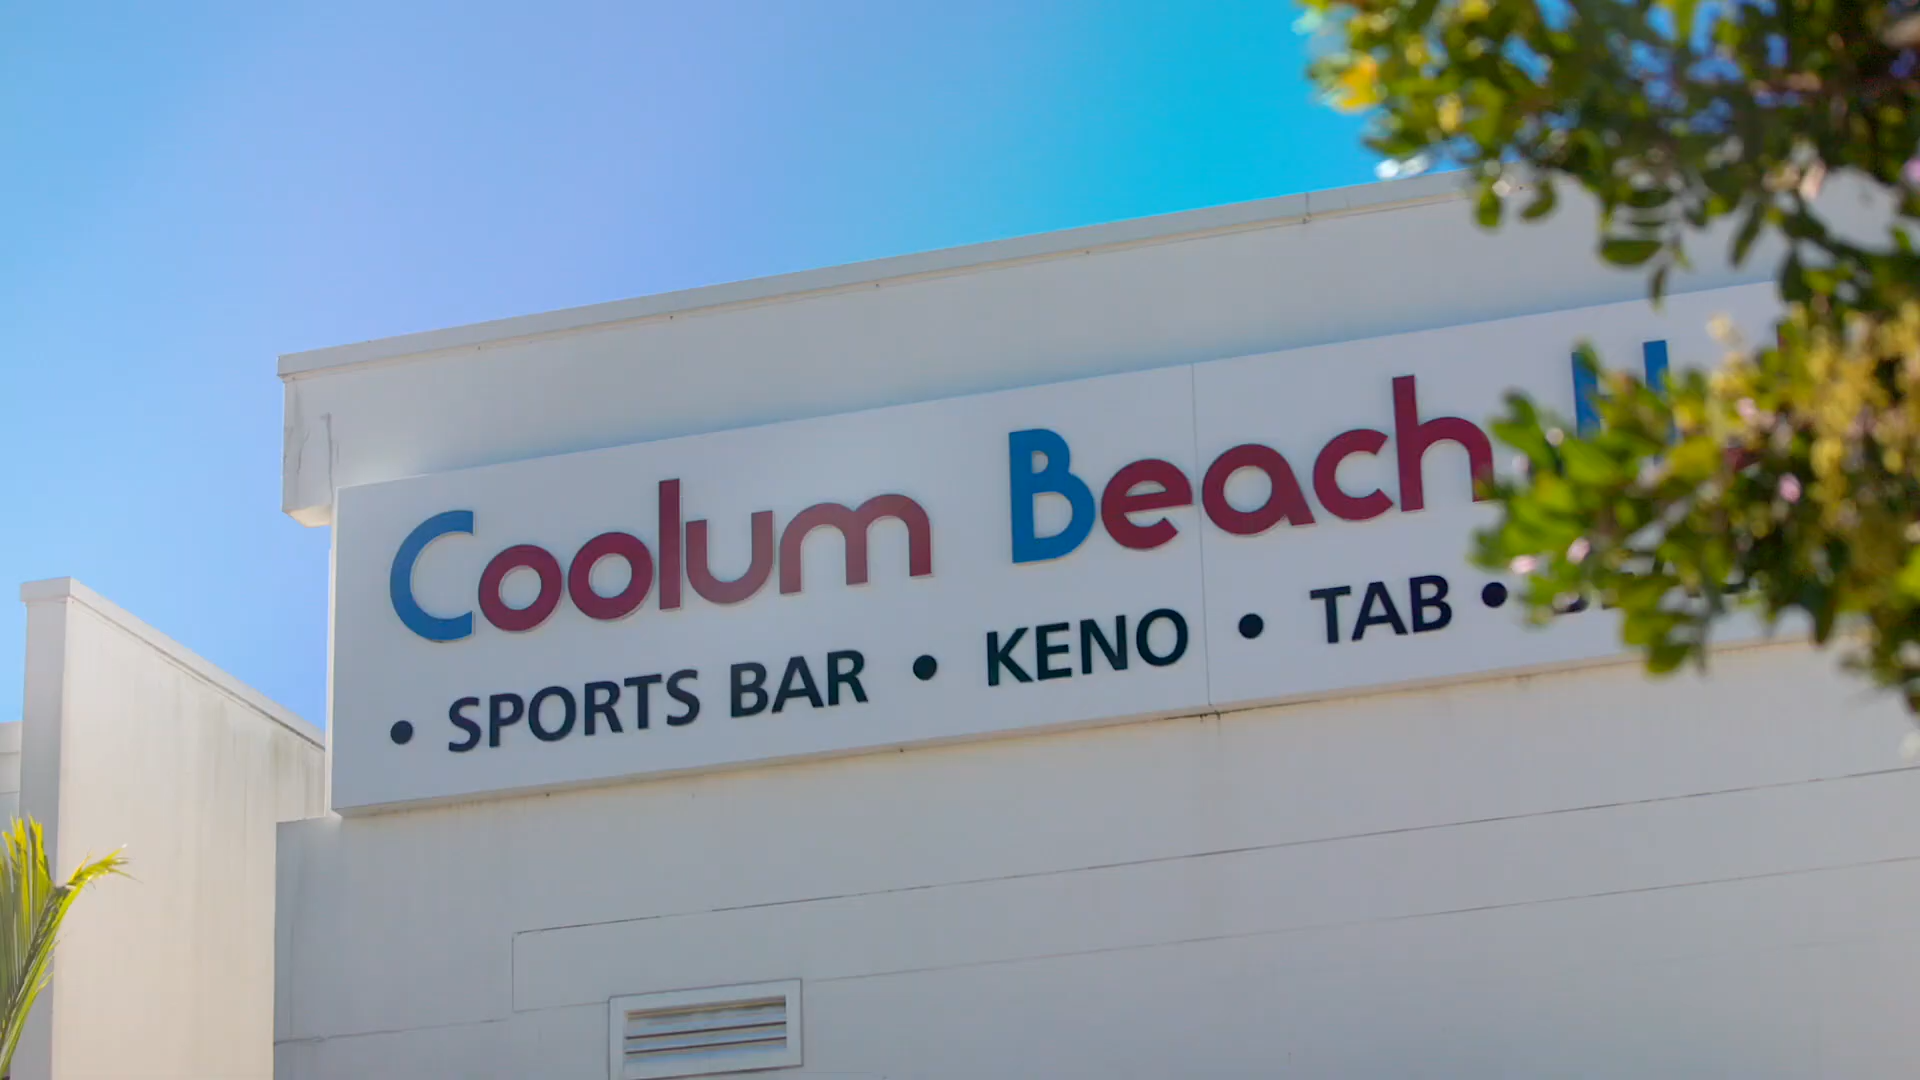 Coolum Beach
• SPORTS BAR • KENO • TAB •